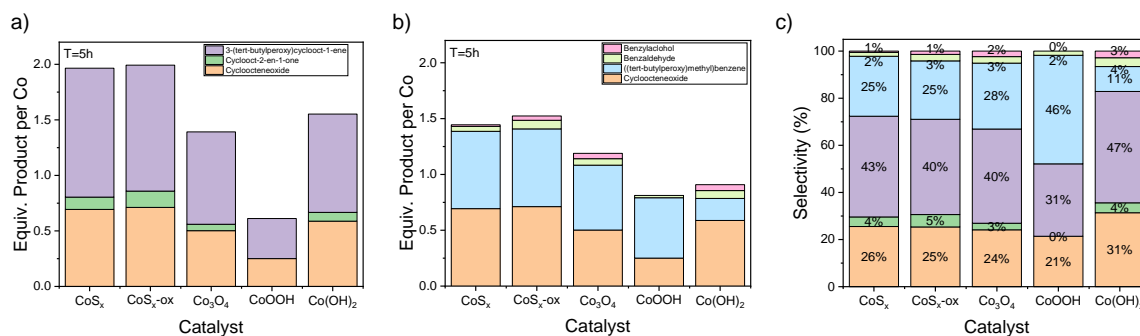 a)
T=5h
3-(tert-butylperoxy)cyclooct-1-ene
Cyclooct-2-en-1-one
Cycloocteneoxide
Equiv. Product per Co
2.0
1.5
1.0
0.5
0.0
CoSₓ
CoSₓ-ox
Co₃O₄
CoOOH
Co(OH)₂
Catalyst
b)
T=5h
Benzylaclohol
Benzaldehyde
((tert-butylperoxy)methyl)benzene
Cycloocteneoxide
Equiv. Product per Co
2.0
1.5
1.0
0.5
0.0
CoSₓ
CoSₓ-ox
Co₃O₄
CoOOH
Co(OH)₂
Catalyst
c)
Selectivity (%)
100
80
60
40
20
0
1% 1% 2% 0% 3%
2% 3% 3% 2% 4%
25% 25% 28% 46% 11%
43% 40% 40% 31% 47%
4% 5% 3% 0% 4%
26% 25% 24% 21% 31%
CoSₓ
CoSₓ-ox
Co₃O₄
CoOOH
Co(OH)
Catalyst